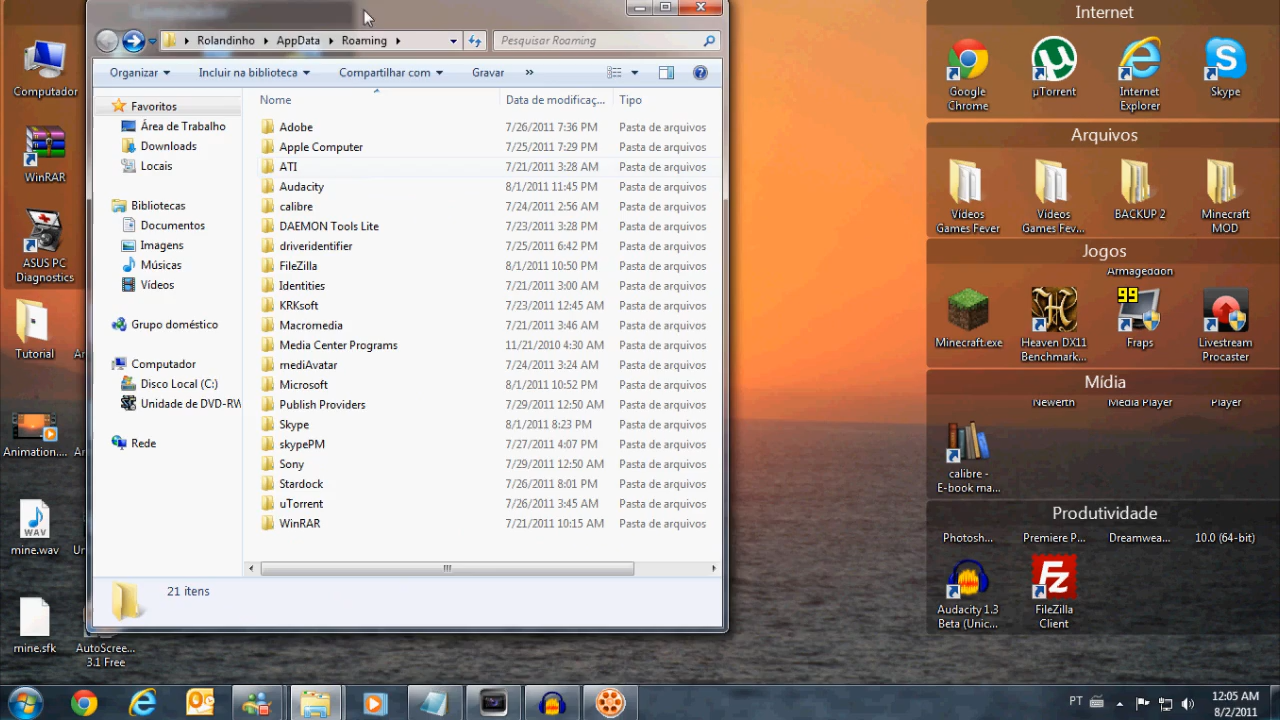 Computador
WinRAR
ASUS PC
Diagnostics
Tutorial
Animation....
mine.wav
mine.sfk
AutoScree...
3.1 Free
Rolandinho
AppData
Roaming
Pesquisar Roaming
Organizar
Incluir na biblioteca
Compartilhar com
Gravar
»
Favoritos
Área de Trabalho
Downloads
Locais
Bibliotecas
Documentos
Imagens
Músicas
Vídeos
Grupo doméstico
Computador
Disco Local (C:)
Unidade de DVD-RW
Rede
Nome Data de modificaç... Tipo
Adobe 7/26/2011 7:36 PM Pasta de arquivos
Apple Computer 7/25/2011 7:29 PM Pasta de arquivos
ATI 7/21/2011 3:28 AM Pasta de arquivos
Audacity 8/1/2011 11:45 PM Pasta de arquivos
calibre 7/24/2011 2:56 AM Pasta de arquivos
DAEMON Tools Lite 7/23/2011 3:28 PM Pasta de arquivos
driveridentifier 7/25/2011 6:42 PM Pasta de arquivos
FileZilla 8/1/2011 10:50 PM Pasta de arquivos
Identities 7/21/2011 3:00 AM Pasta de arquivos
KRKsoft 7/23/2011 12:45 AM Pasta de arquivos
Macromedia 7/21/2011 3:46 AM Pasta de arquivos
Media Center Programs 11/21/2010 4:30 AM Pasta de arquivos
mediAvatar 7/24/2011 3:24 AM Pasta de arquivos
Microsoft 8/1/2011 10:52 PM Pasta de arquivos
Publish Providers 7/29/2011 12:50 AM Pasta de arquivos
Skype 8/1/2011 8:23 PM Pasta de arquivos
skypePM 7/27/2011 4:07 PM Pasta de arquivos
Sony 7/29/2011 12:50 AM Pasta de arquivos
Stardock 7/26/2011 8:01 PM Pasta de arquivos
uTorrent 7/26/2011 3:45 AM Pasta de arquivos
WinRAR 7/21/2011 10:15 AM Pasta de arquivos
21 itens
Internet
Google
Chrome
µTorrent
Internet
Explorer
Skype
Arquivos
Vídeos
Games Fever
Vídeos
Games Fev...
BACKUP 2
Minecraft
MOD
Jogos
Armageddon
Minecraft.exe
Heaven DX11
Benchmark...
99
Fraps
Livestream
Procaster
Mídia
Newerth
Media Player
Player
calibre -
E-book ma...
Produtividade
Photosh...
Premiere P...
Dreamwea...
10.0 (64-bit)
Audacity 1.3
Beta (Unic...
FileZilla
Client
PT
12:05 AM
8/2/2011